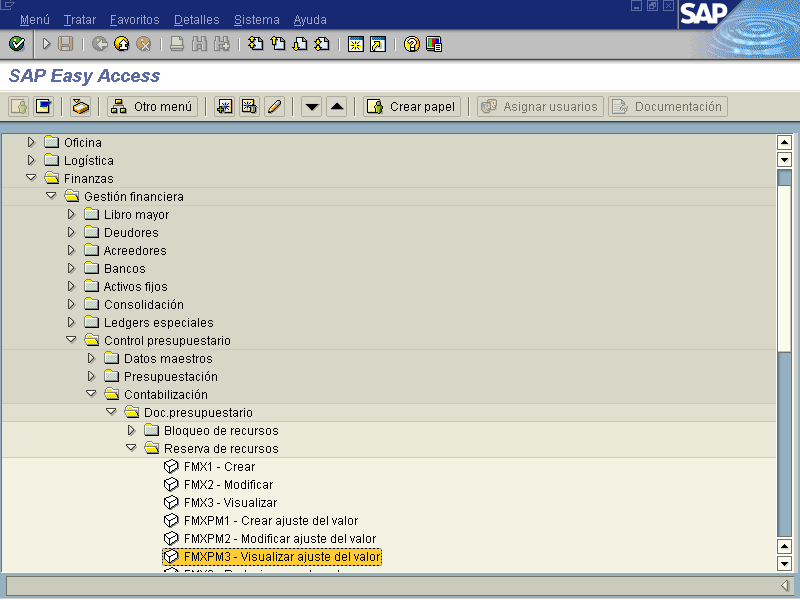 Menú Tratar Favoritos Detalles Sistema Ayuda
SAP
SAP Easy Access
Otro menú Crear papel Asignar usuarios Documentación
Oficina
Logística
Finanzas
Gestión financiera
Libro mayor
Deudores
Acreedores
Bancos
Activos fijos
Consolidación
Ledgers especiales
Control presupuestario
Datos maestros
Presupuestación
Contabilización
Doc.presupuestario
Bloqueo de recursos
Reserva de recursos
FMX1 - Crear
FMX2 - Modificar
FMX3 - Visualizar
FMXPM1 - Crear ajuste del valor
FMXPM2 - Modificar ajuste del valor
FMXPM3 - Visualizar ajuste del valor